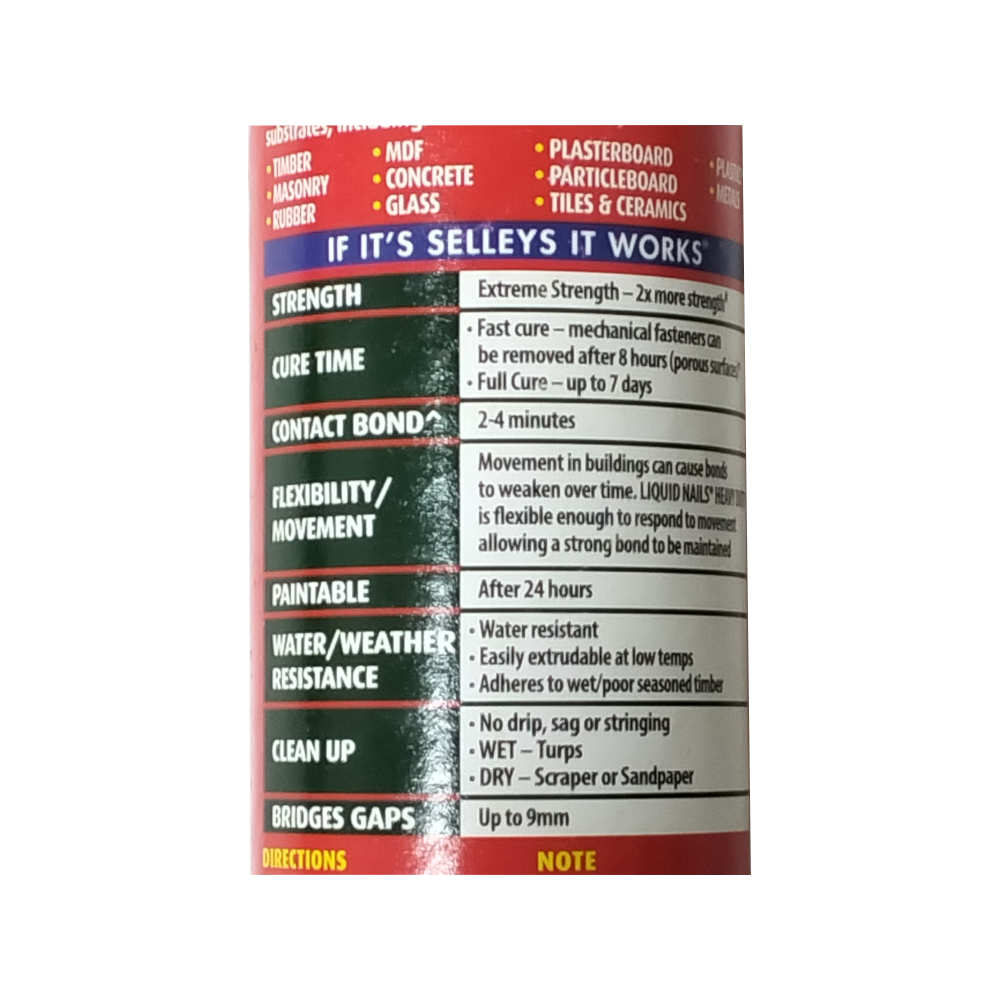 substrates, including
• TIMBER • MDF • PLASTERBOARD
• MASONRY • CONCRETE • PARTICLEBOARD • METALS
• RUBBER • GLASS • TILES & CERAMICS
IF IT'S SELLEYS IT WORKS®
STRENGTH Extreme Strength – 2x more strength†
CURE TIME
• Fast cure – mechanical fasteners can
be removed after 8 hours (porous surfaces)
• Full Cure – up to 7 days
CONTACT BOND^ 2-4 minutes
FLEXIBILITY/
MOVEMENT
Movement in buildings can cause bonds
to weaken over time. LIQUID NAILS® HEAVY
is flexible enough to respond to movement
allowing a strong bond to be maintained
PAINTABLE After 24 hours
WATER/WEATHER
RESISTANCE
• Water resistant
• Easily extrudable at low temps
• Adheres to wet/poor seasoned timber
CLEAN UP
• No drip, sag or stringing
• WET – Turps
• DRY – Scraper or Sandpaper
BRIDGES GAPS Up to 9mm
DIRECTIONS NOTE